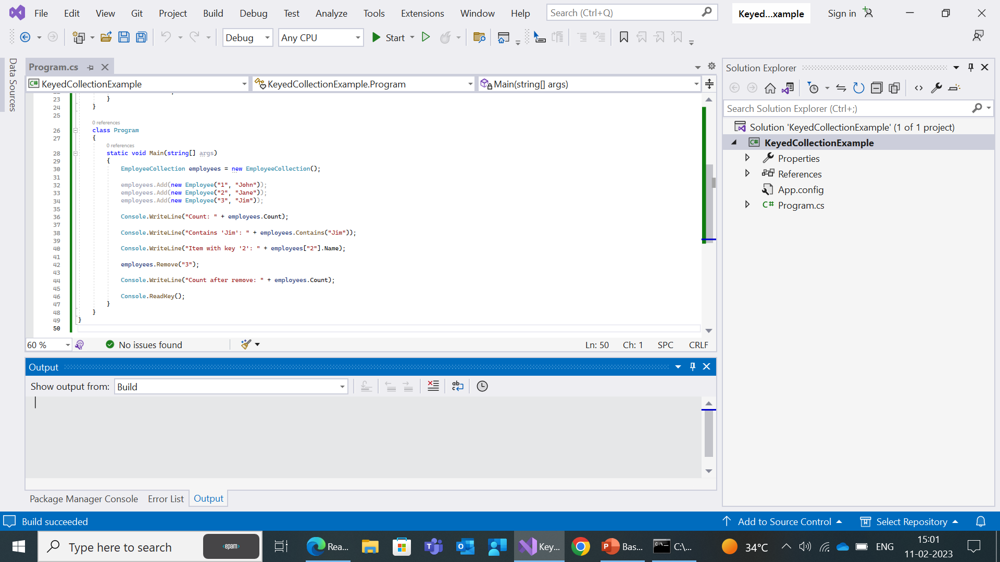 File Edit View Git Project Build Debug Test Analyze Tools Extensions Window Help Search (Ctrl+Q) Keyed...xample Sign in
Debug Any CPU Start
Data Sources
Program.cs
KeyedCollectionExample KeyedCollectionExample.Program Main(string[] args)
23 }
24 }
25
0 references
26 class Program
27 {
0 references
28 static void Main(string[] args)
29 {
30 EmployeeCollection employees = new EmployeeCollection();
31
32 employees.Add(new Employee("1", "John"));
33 employees.Add(new Employee("2", "Jane"));
34 employees.Add(new Employee("3", "Jim"));
35
36 Console.WriteLine("Count: " + employees.Count);
37
38 Console.WriteLine("Contains 'Jim': " + employees.Contains("Jim"));
39
40 Console.WriteLine("Item with key '2': " + employees["2"].Name);
41
42 employees.Remove("3");
43
44 Console.WriteLine("Count after remove: " + employees.Count);
45
46 Console.ReadKey();
47 }
48 }
49 }
50
60 % No issues found Ln: 50 Ch: 1 SPC CRLF
Output
Show output from: Build
Package Manager Console Error List Output
Solution Explorer
Search Solution Explorer (Ctrl+;)
Solution 'KeyedCollectionExample' (1 of 1 project)
C# KeyedCollectionExample
Properties
References
App.config
C# Program.cs
Build succeeded Add to Source Control Select Repository
Type here to search <epam> Rea... Key... Bas... C:\... 34°C ENG 15:01
11-02-2023